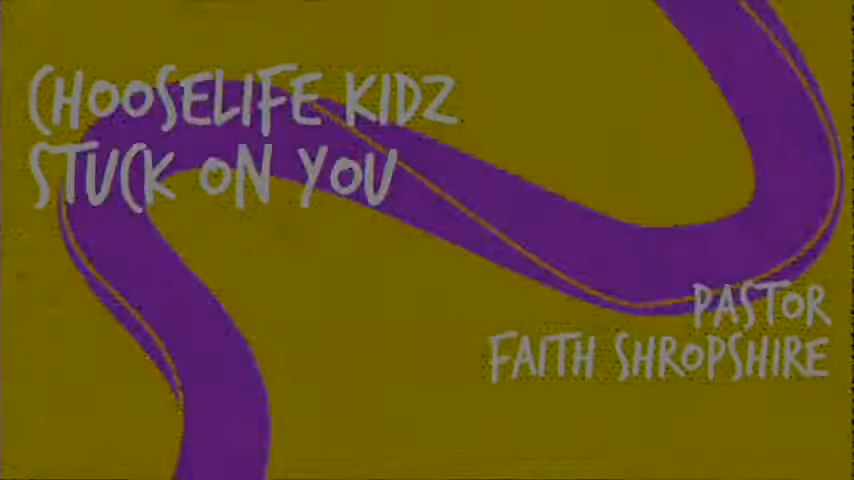 CHOOSELIFE KIDZ
STUCK ON YOU
PASTOR
FAITH SHROPSHIRE